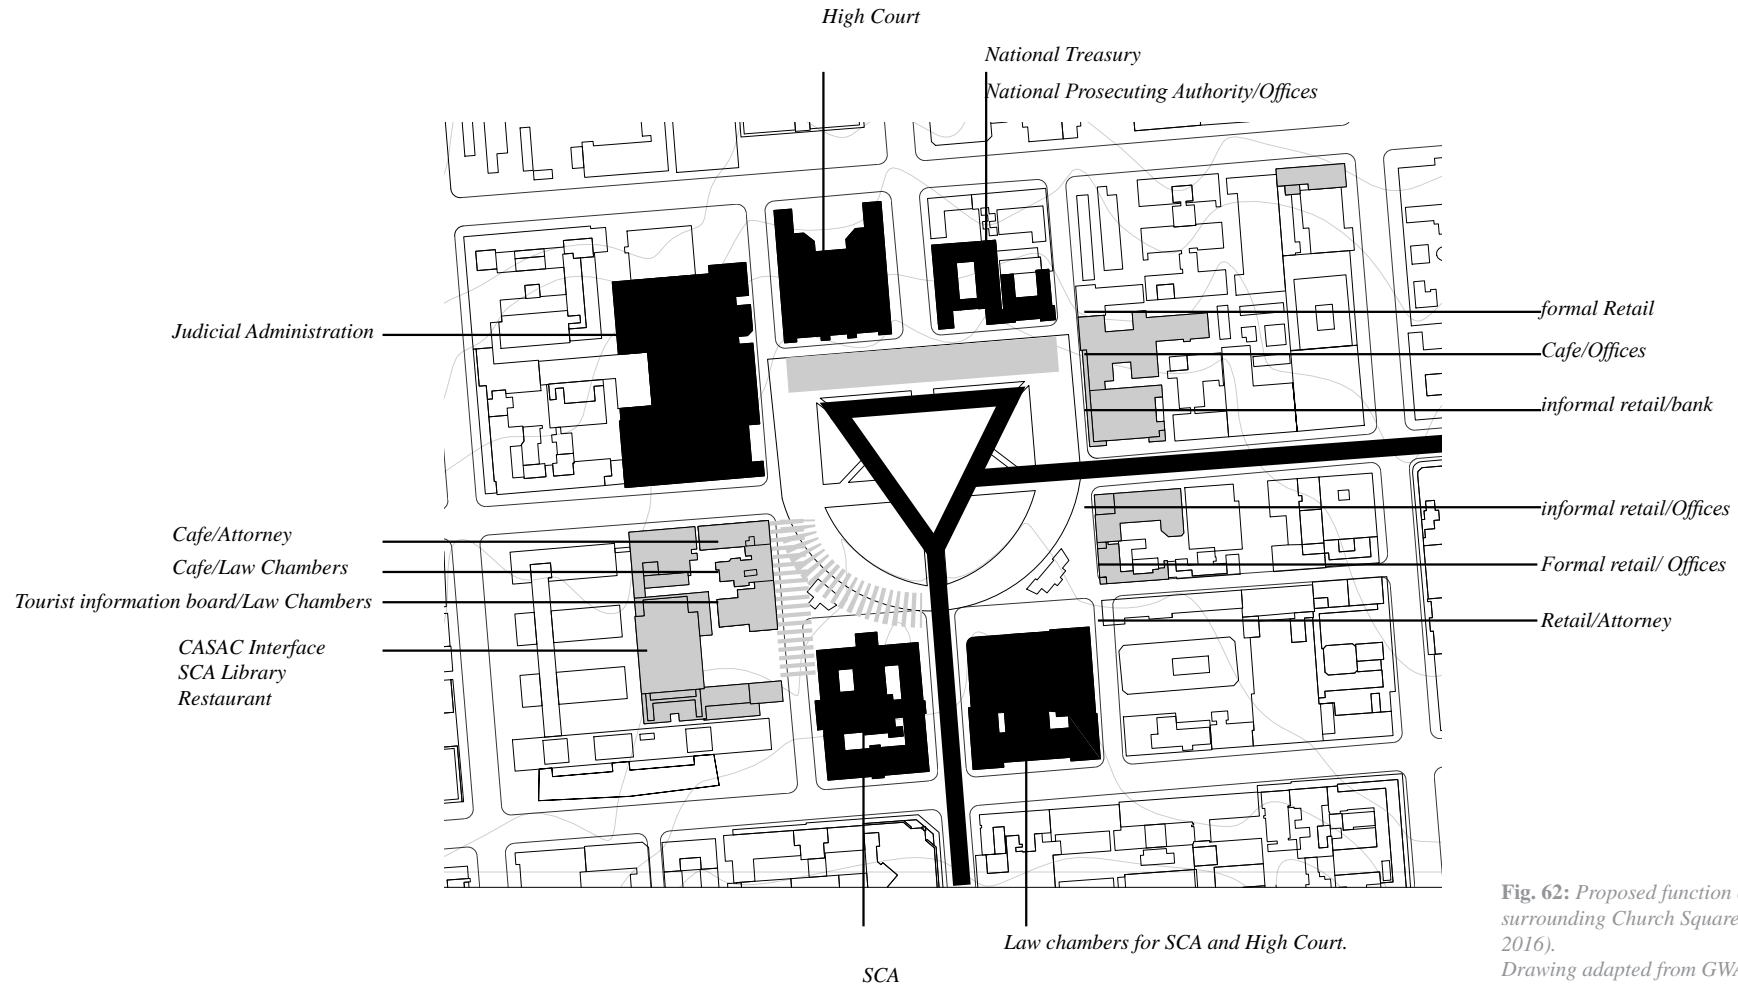 High Court
National Treasury
National Prosecuting Authority/Offices
Judicial Administration
formal Retail
Cafe/Offices
informal retail/bank
informal retail/Offices
Formal retail/ Offices
Retail/Attorney
Cafe/Attorney
Cafe/Law Chambers
Tourist information board/Law Chambers
CASAC Interface
SCA Library
Restaurant
Law chambers for SCA and High Court.
SCA
Fig. 62: Proposed function
surrounding Church Square
2016).
Drawing adapted from